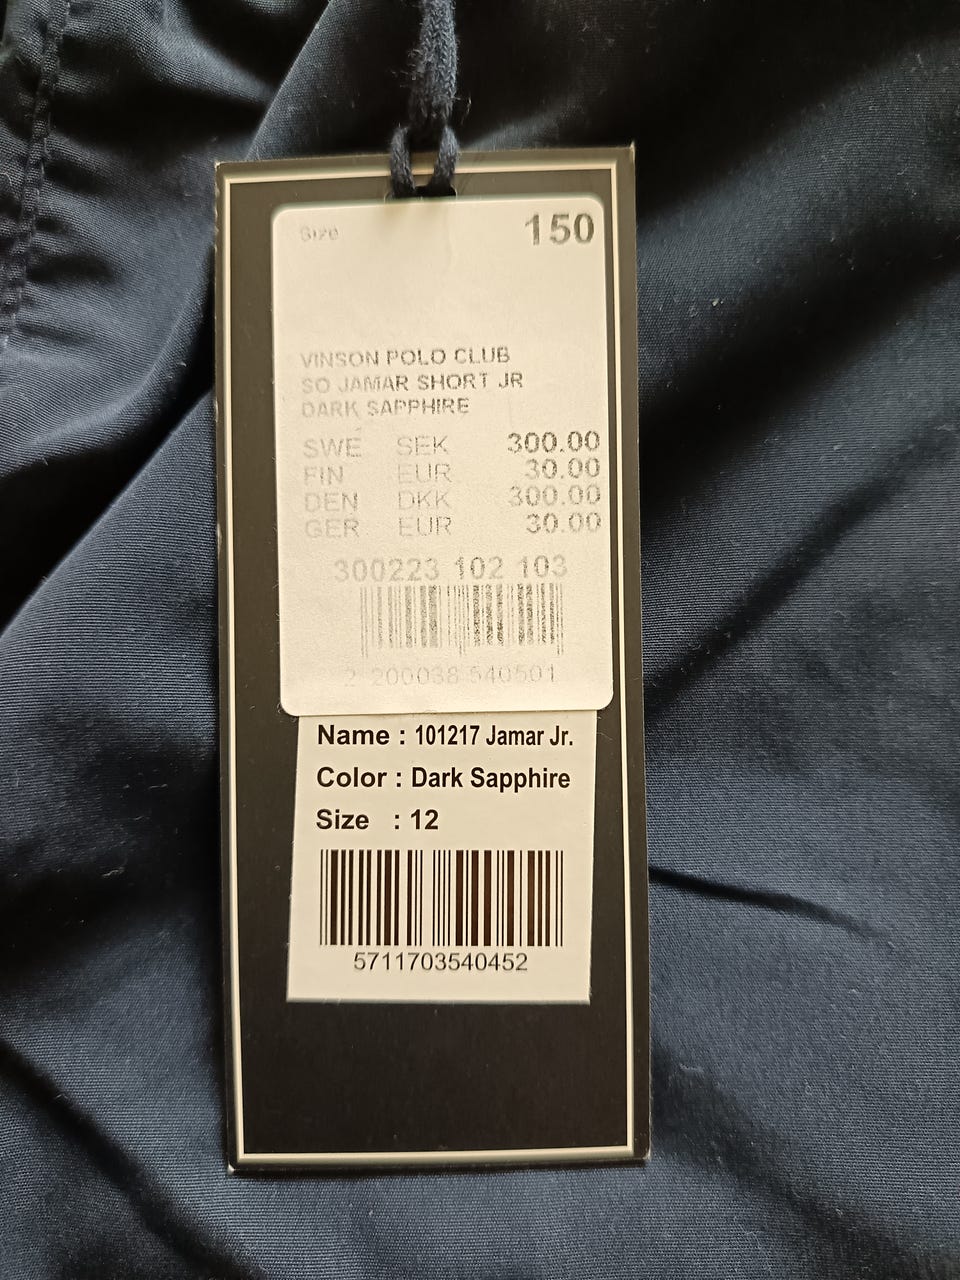 Size 150
VINSON POLO CLUB
SO JAMAR SHORT JR
DARK SAPPHIRE
SWE SEK 300.00
FIN EUR 30.00
DEN DKK 300.00
GER EUR 30.00
300223 102 103
2 200038 540501
Name : 101217 Jamar Jr.
Color : Dark Sapphire
Size : 12
5711703540452